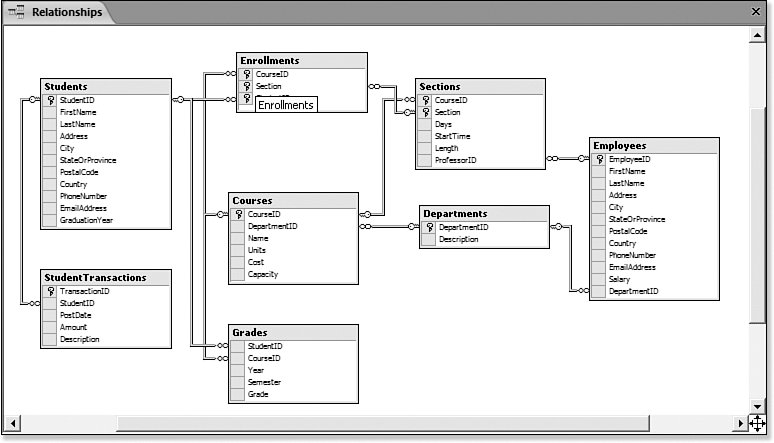 Relationships
Students
StudentID
FirstName
LastName
Address
City
StateOrProvince
PostalCode
Country
PhoneNumber
EmailAddress
GraduationYear
StudentTransactions
TransactionID
StudentID
PostDate
Amount
Description
Enrollments
CourseID
Section
Enrollments
Courses
CourseID
DepartmentID
Name
Units
Cost
Capacity
Grades
StudentID
CourseID
Year
Semester
Grade
Sections
CourseID
Section
Days
StartTime
Length
ProfessorID
Departments
DepartmentID
Description
Employees
EmployeeID
FirstName
LastName
Address
City
StateOrProvince
PostalCode
Country
PhoneNumber
EmailAddress
Salary
DepartmentID